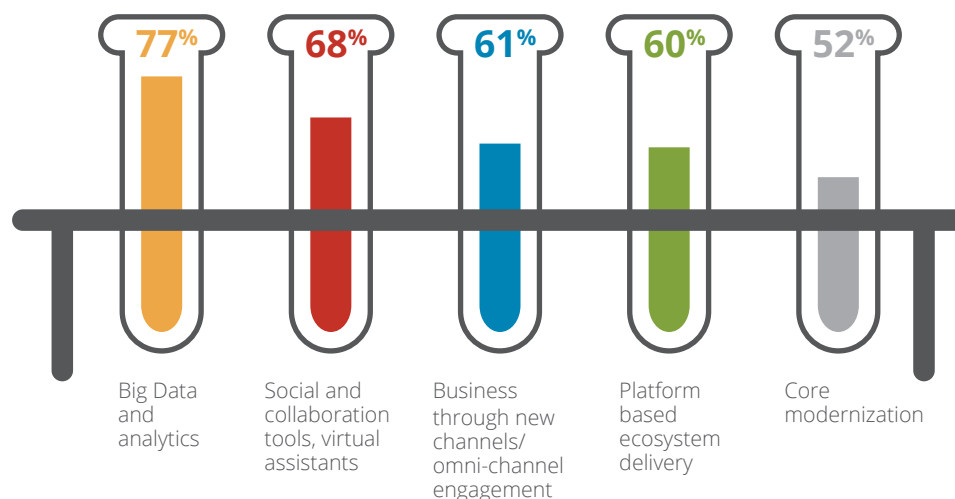 77%
68%
61%
60%
52%
Big Data
and
analytics
Social and
collaboration
tools, virtual
assistants
Business
through new
channels/
omni-channel
engagement
Platform
based
ecosystem
delivery
Core
modernization